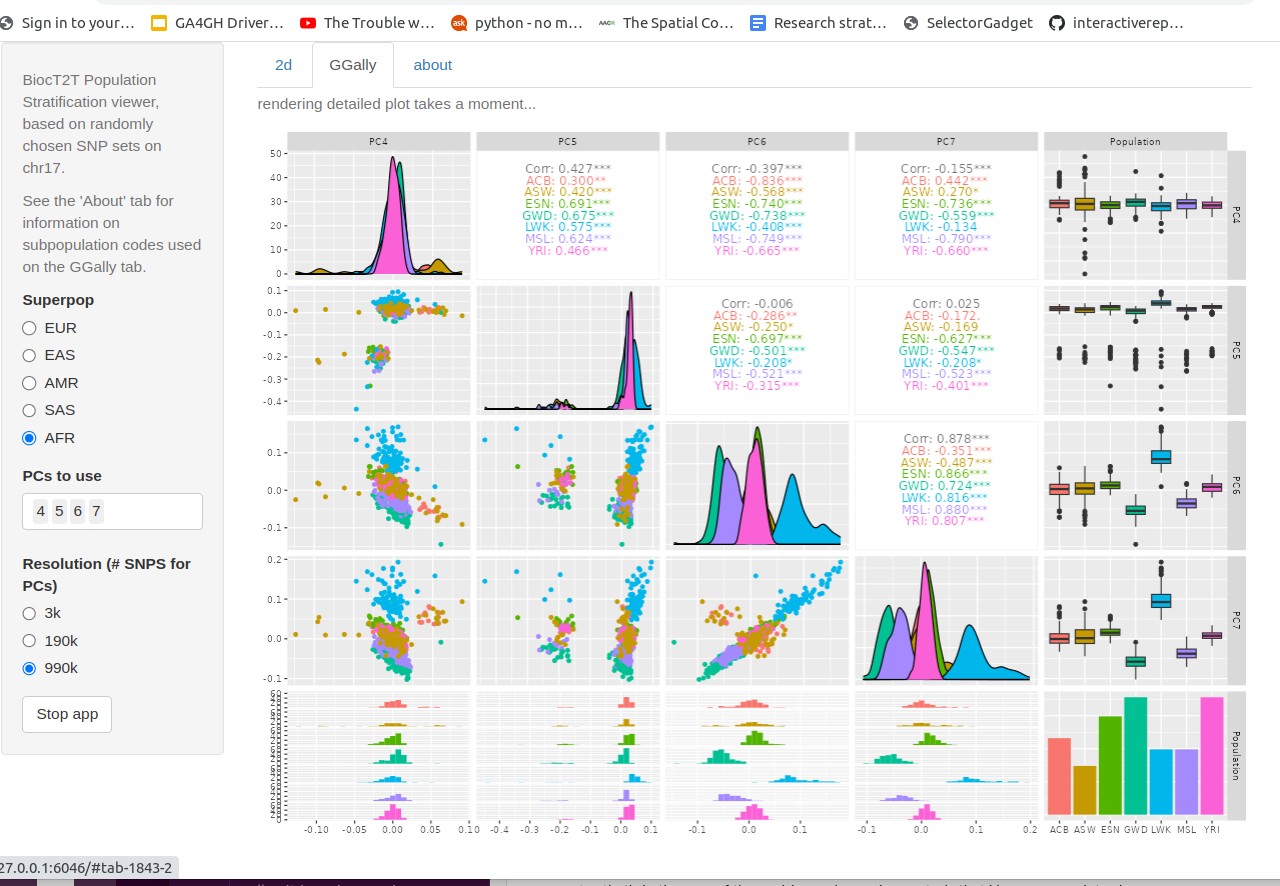 Sign to your…
GA4GH Driver…
The Trouble w…
ask
python - no m…
AACR
The Spatial Co…
Research strat…
SelectorGadget
interactiverep…
BiocT2T Population
Stratification viewer,
based on randomly
chosen SNP sets on
chr17.
See the 'About' tab for
information on
subpopulation codes used
on the GGally tab.
Superpop
EUR
EAS
AMR
SAS
AFR
PCs to use
4 5 6 7
Resolution (# SNPS for
PCs)
3k
190k
990k
Stop app
2d GGally about
rendering detailed plot takes a moment...
PC4 PC5 PC6 PC7 Population
50
40
30
20
10
0
Corr: 0.427***
ACB: 0.300**
ASW: 0.420***
ESN: 0.691***
GWD: 0.675***
LWK: 0.575***
MSL: 0.624***
YRI: 0.466***
Corr: -0.397***
ACB: -0.836***
ASW: -0.568***
ESN: -0.740***
GWD: -0.738***
LWK: -0.408***
MSL: -0.749***
YRI: -0.665***
Corr: -0.155***
ACB: 0.442***
ASW: 0.270*
ESN: -0.736***
GWD: -0.559***
LWK: -0.134
MSL: -0.790***
YRI: -0.660***
PC4
0.1
0.0
-0.1
-0.2
-0.3
-0.4
Corr: -0.006
ACB: -0.286**
ASW: -0.250*
ESN: -0.697***
GWD: -0.501***
LWK: -0.208*
MSL: -0.521***
YRI: -0.315***
Corr: 0.025
ACB: -0.172.
ASW: -0.169
ESN: -0.627***
GWD: -0.547***
LWK: -0.208*
MSL: -0.523***
YRI: -0.401***
PC5
0.1
0.0
-0.1
Corr: 0.878***
ACB: -0.351***
ASW: -0.487***
ESN: 0.866***
GWD: 0.724***
LWK: 0.816***
MSL: 0.880***
YRI: 0.807***
PC6
0.2
0.1
0.0
-0.1
PC7
Population
-0.10 -0.05 0.00 0.05 0.10
-0.4 -0.3 -0.2 -0.1 0.0 0.1
-0.1 0.0 0.1
-0.1 0.0 0.1 0.2
ACB ASW ESN GWD LWK MSL YRI
27.0.0.1:6046/#tab-1843-2